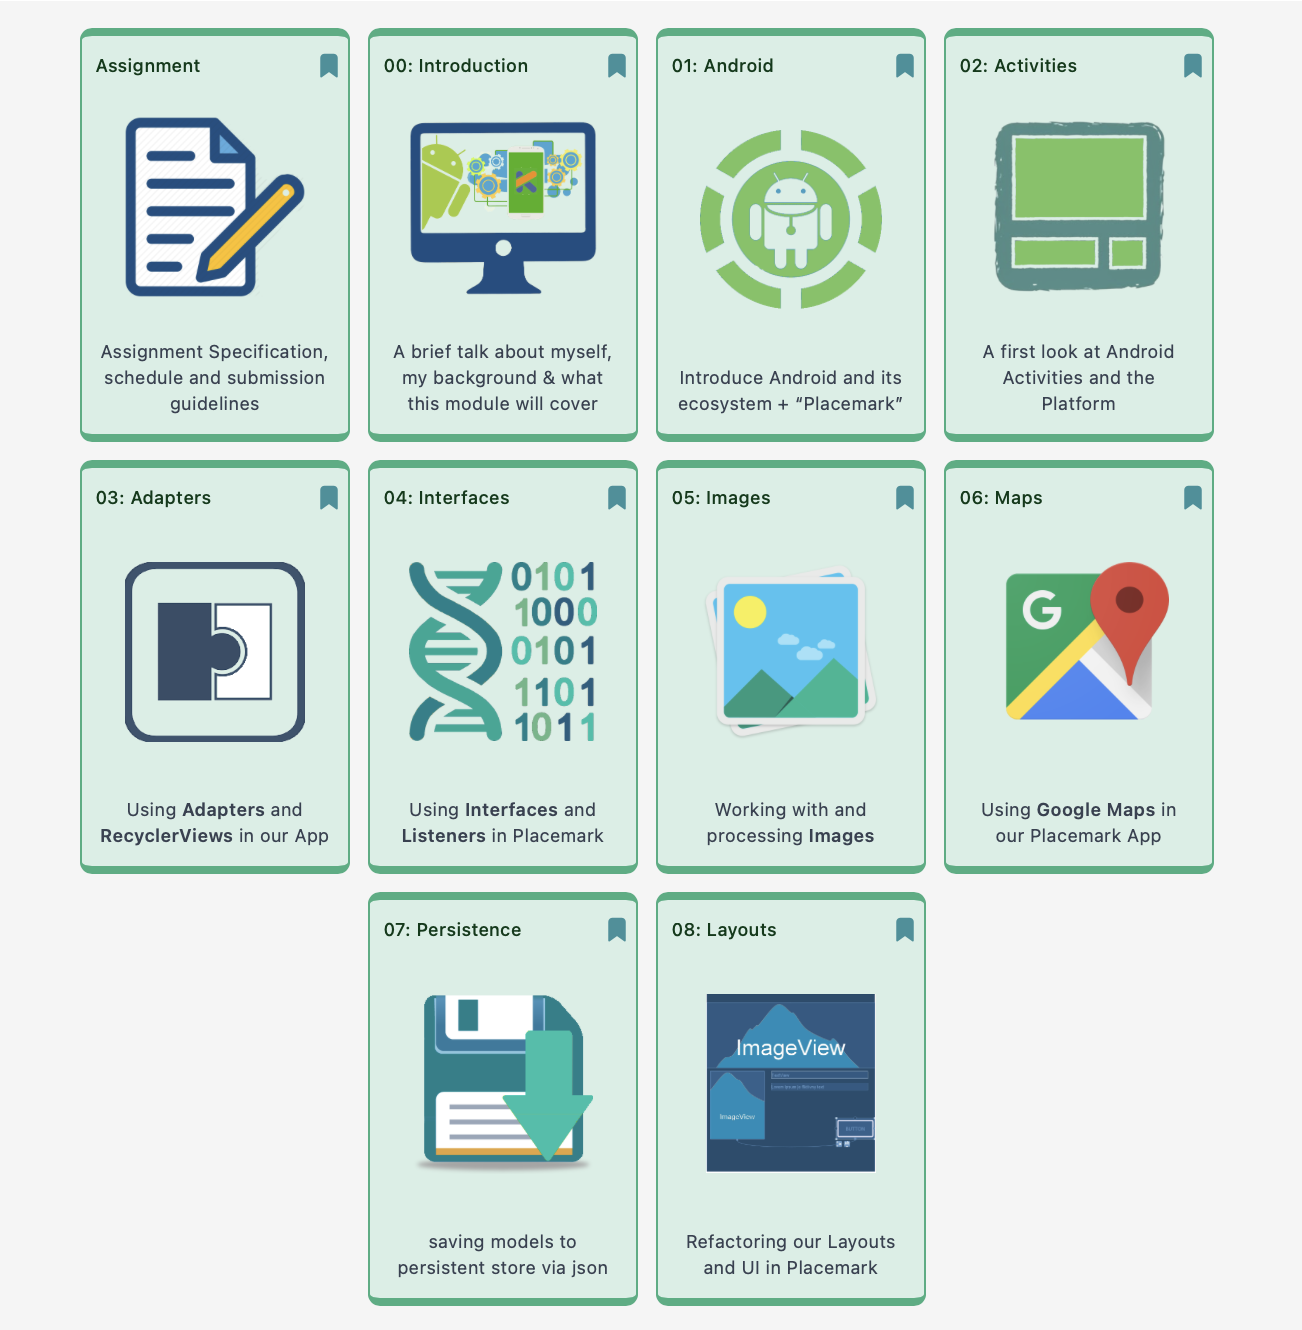 Assignment
Assignment Specification,
schedule and submission
guidelines
00: Introduction
A brief talk about myself,
my background & what
this module will cover
01: Android
Introduce Android and its
ecosystem + “Placemark”
02: Activities
A first look at Android
Activities and the
Platform
03: Adapters
Using Adapters and
RecyclerViews in our App
04: Interfaces
0101
1000
0101
1101
1011
Using Interfaces and
Listeners in Placemark
05: Images
Working with and
processing Images
06: Maps
G
Using Google Maps in
our Placemark App
07: Persistence
saving models to
persistent store via json
08: Layouts
ImageView
ImageView
BUTTON
Refactoring our Layouts
and UI in Placemark